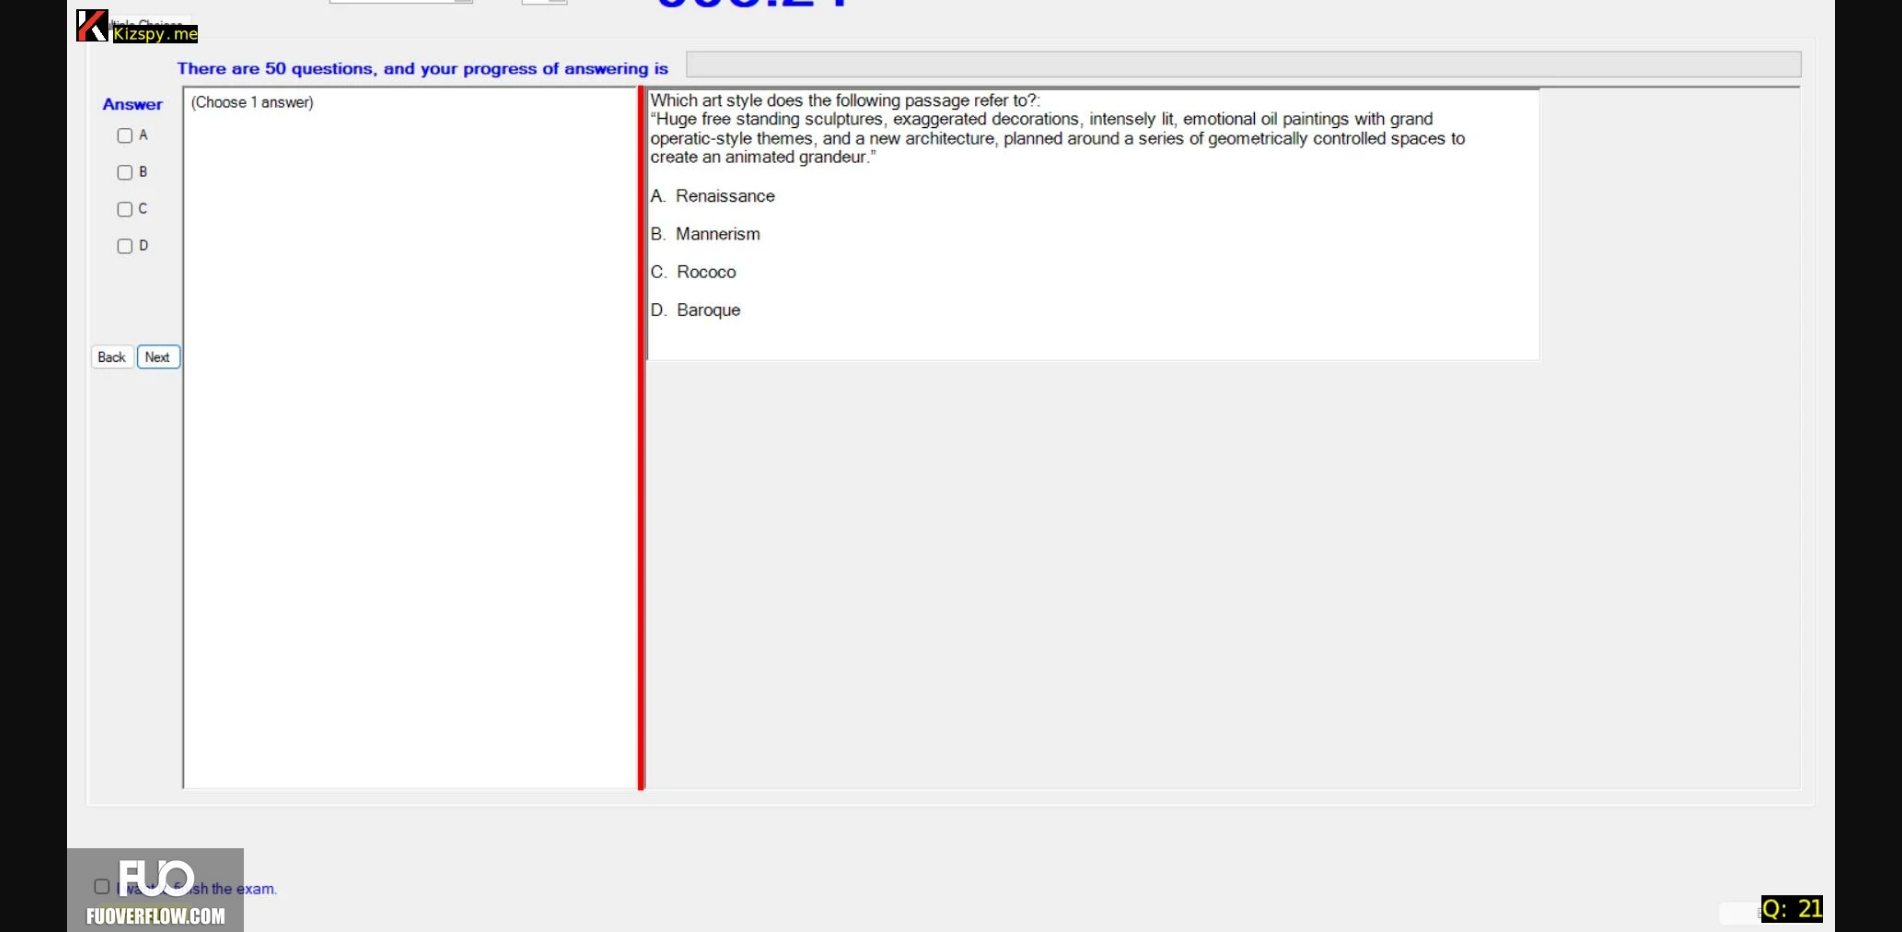 Kizspy.me
There are 50 questions, and your progress of answering is
Answer
(Choose 1 answer)
A
B
C
D
Back
Next
Which art style does the following passage refer to?:
“Huge free standing sculptures, exaggerated decorations, intensely lit, emotional oil paintings with grand
operatic-style themes, and a new architecture, planned around a series of geometrically controlled spaces to
create an animated grandeur.”
A. Renaissance
B. Mannerism
C. Rococo
D. Baroque
FUO
the exam.
FUOVERFLOW.COM
Q: 21